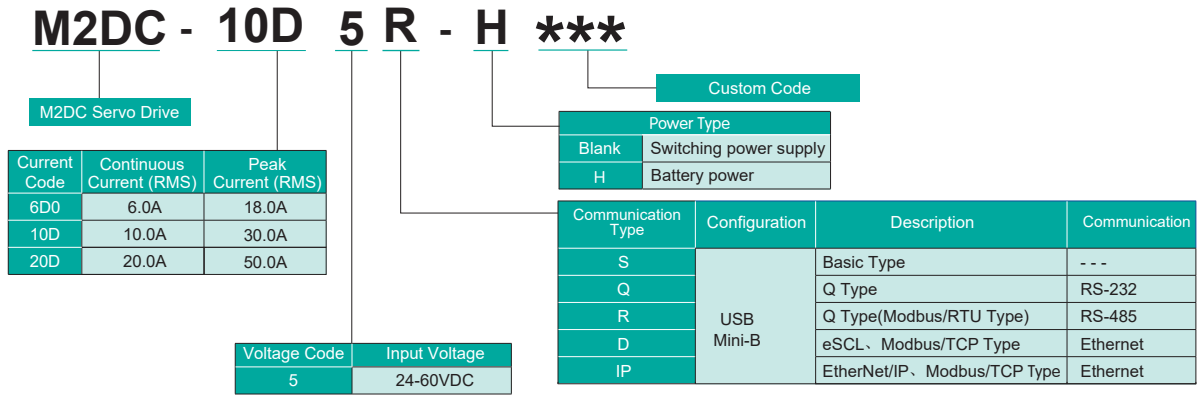 M2DC - 10D 5 R - H ***
Custom Code
M2DC Servo Drive
Power Type
Blank Switching power supply
H Battery power
Current Code Continuous Current (RMS) Peak Current (RMS)
6D0 6.0A 18.0A
10D 10.0A 30.0A
20D 20.0A 50.0A
Communication Type Configuration Description Communication
S Basic Type - - -
Q Q Type RS-232
R USB Mini-B Q Type(Modbus/RTU Type) RS-485
D eSCL、Modbus/TCP Type Ethernet
IP EtherNet/IP、Modbus/TCP Type Ethernet
Voltage Code Input Voltage
5 24-60VDC